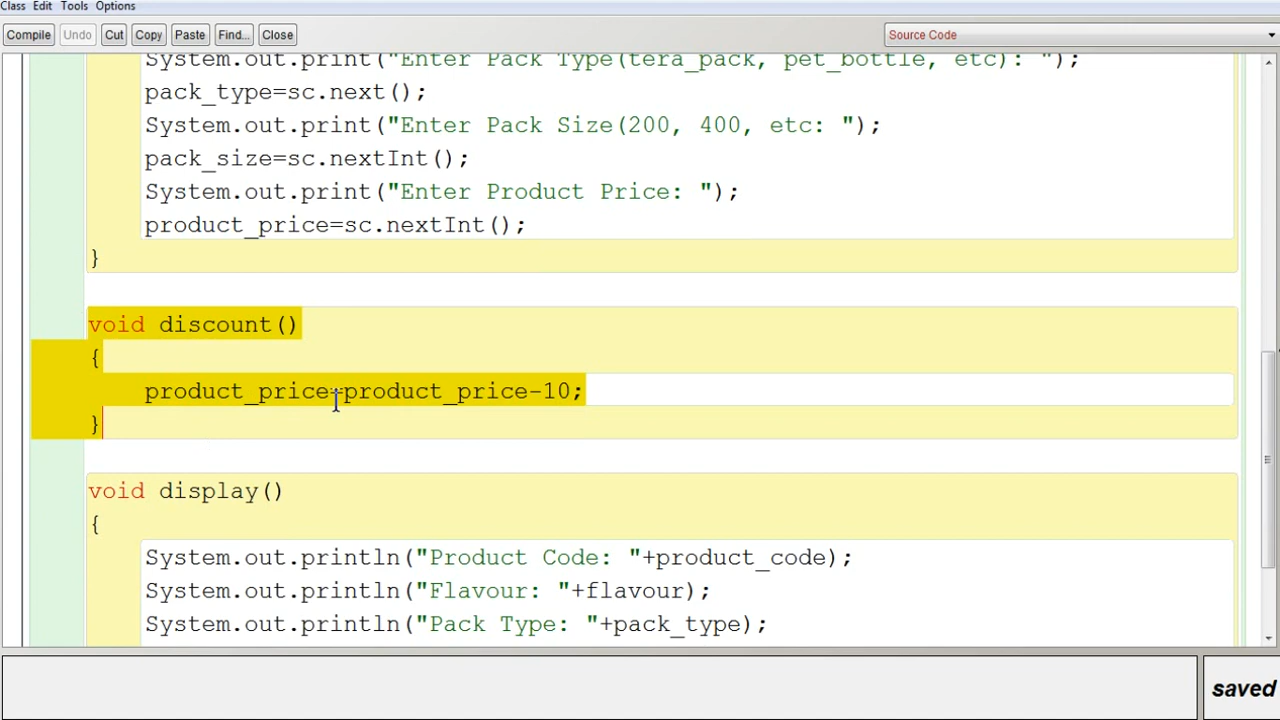 Class Edit Tools Options
Compile Undo Cut Copy Paste Find... Close Source Code
System.out.print("Enter Pack Type(tera_pack, pet_bottle, etc): ");
pack_type=sc.next();
System.out.print("Enter Pack Size(200, 400, etc: ");
pack_size=sc.nextInt();
System.out.print("Enter Product Price: ");
product_price=sc.nextInt();
}
void discount()
{
product_price=product_price-10;
}
void display()
{
System.out.println("Product Code: "+product_code);
System.out.println("Flavour: "+flavour);
System.out.println("Pack Type: "+pack_type);
saved